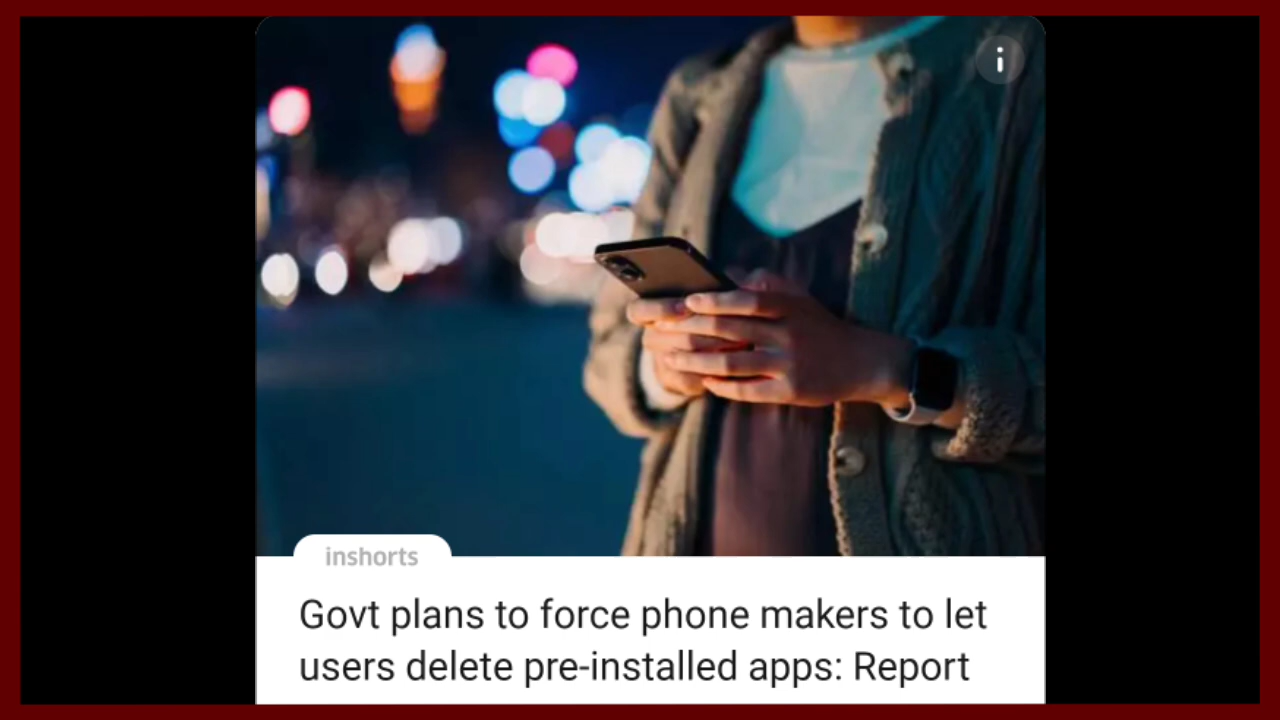 inshorts
Govt plans to force phone makers to let
users delete pre-installed apps: Report